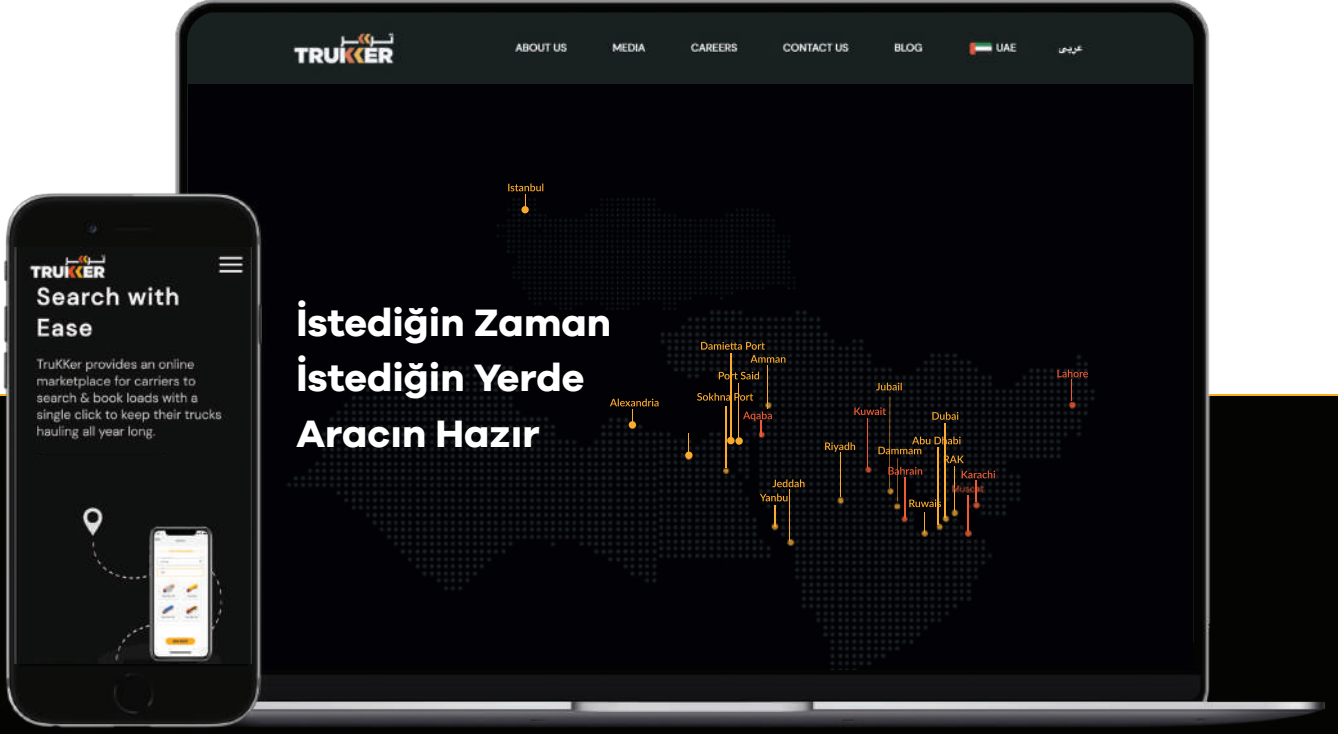 ترك
TRUKKER
ABOUT US
MEDIA
CAREERS
CONTACT US
BLOG
UAE
عربى
Istanbul
İstediğin Zaman
İstediğin Yerde
Aracın Hazır
Damietta Port
Amman
Port Said
Sokhna Port
Alexandria
Aqaba
Jubail
Lahore
Kuwait
Dubai
Riyadh
Abu Dhabi
Dammam
RAK
Bahrain
Karachi
Jeddah
Muscat
Yanbu
Ruwais
TRUKKER
Search with
Ease
TruKKer provides an online
marketplace for carriers to
search & book loads with a
single click to keep their trucks
hauling all year long.